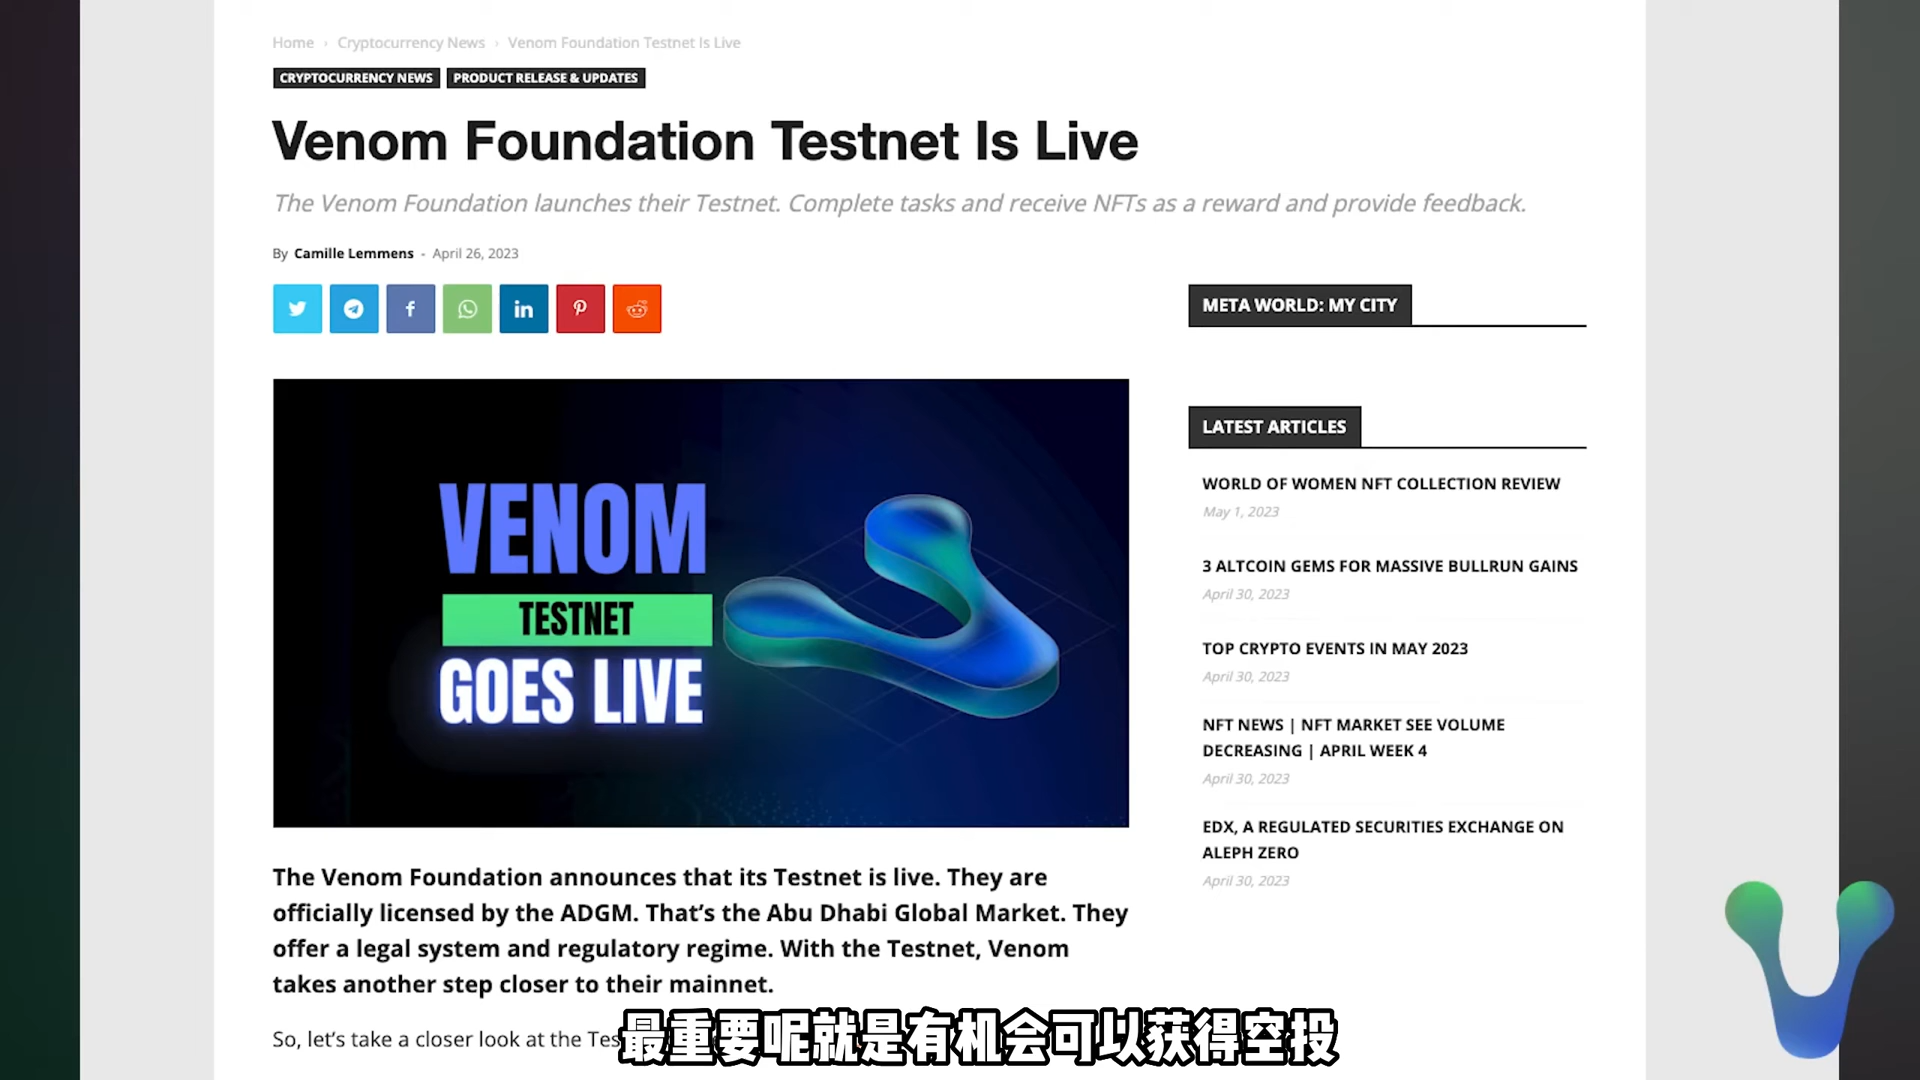 Home › Cryptocurrency News › Venom Foundation Testnet Is Live
CRYPTOCURRENCY NEWS PRODUCT RELEASE & UPDATES
Venom Foundation Testnet Is Live
The Venom Foundation launches their Testnet. Complete tasks and receive NFTs as a reward and provide feedback.
By Camille Lemmens - April 26, 2023
VENOM
TESTNET
GOES LIVE
The Venom Foundation announces that its Testnet is live. They are
officially licensed by the ADGM. That's the Abu Dhabi Global Market. They
offer a legal system and regulatory regime. With the Testnet, Venom
takes another step closer to their mainnet.
So, let's take a closer look at the Tes
META WORLD: MY CITY
LATEST ARTICLES
WORLD OF WOMEN NFT COLLECTION REVIEW
May 1, 2023
3 ALTCOIN GEMS FOR MASSIVE BULLRUN GAINS
April 30, 2023
TOP CRYPTO EVENTS IN MAY 2023
April 30, 2023
NFT NEWS | NFT MARKET SEE VOLUME
DECREASING | APRIL WEEK 4
April 30, 2023
EDX, A REGULATED SECURITIES EXCHANGE ON
ALEPH ZERO
April 30, 2023
最重要呢就是有机会可以获得空投